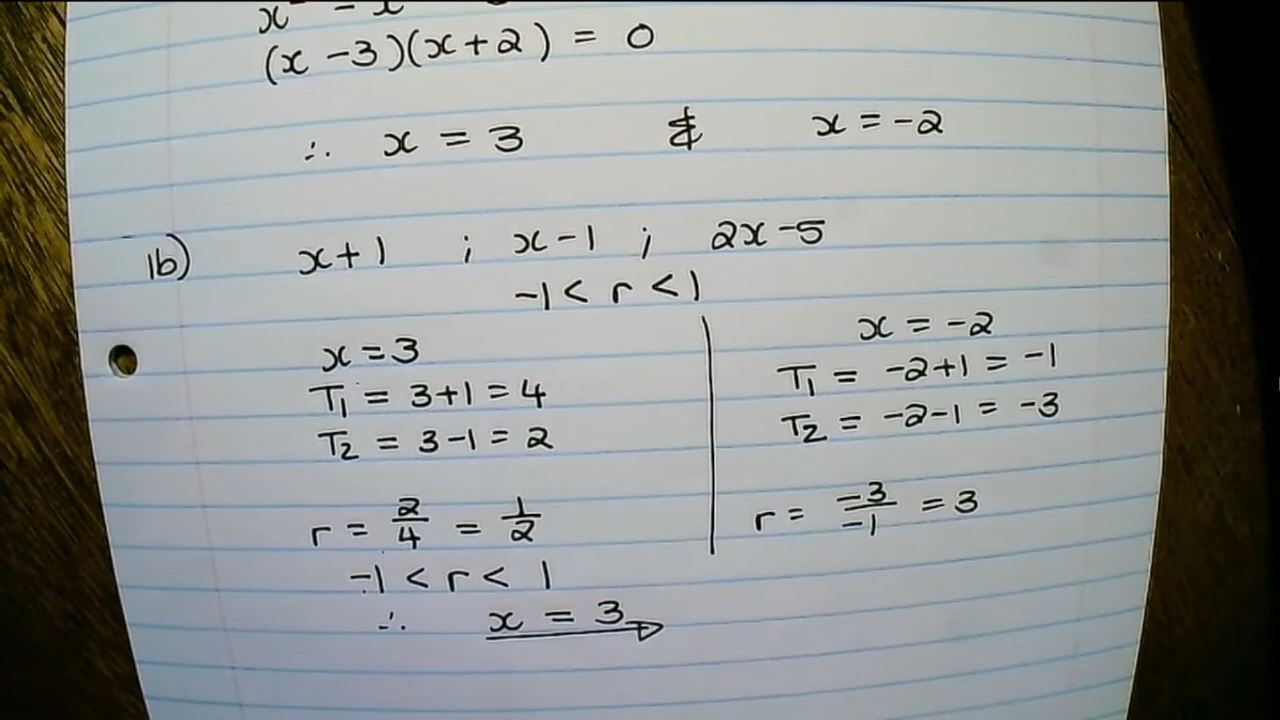 x - x
(x - 3)(x + 2) = 0
∴ x = 3 & x = -2
1b) x + 1 ; x - 1 ; 2x - 5
-1 < r < 1
x = 3
T₁ = 3 + 1 = 4
T₂ = 3 - 1 = 2
r = 2/4 = 1/2
-1 < r < 1
∴ x = 3
x = -2
T₁ = -2 + 1 = -1
T₂ = -2 - 1 = -3
r = -3/-1 = 3